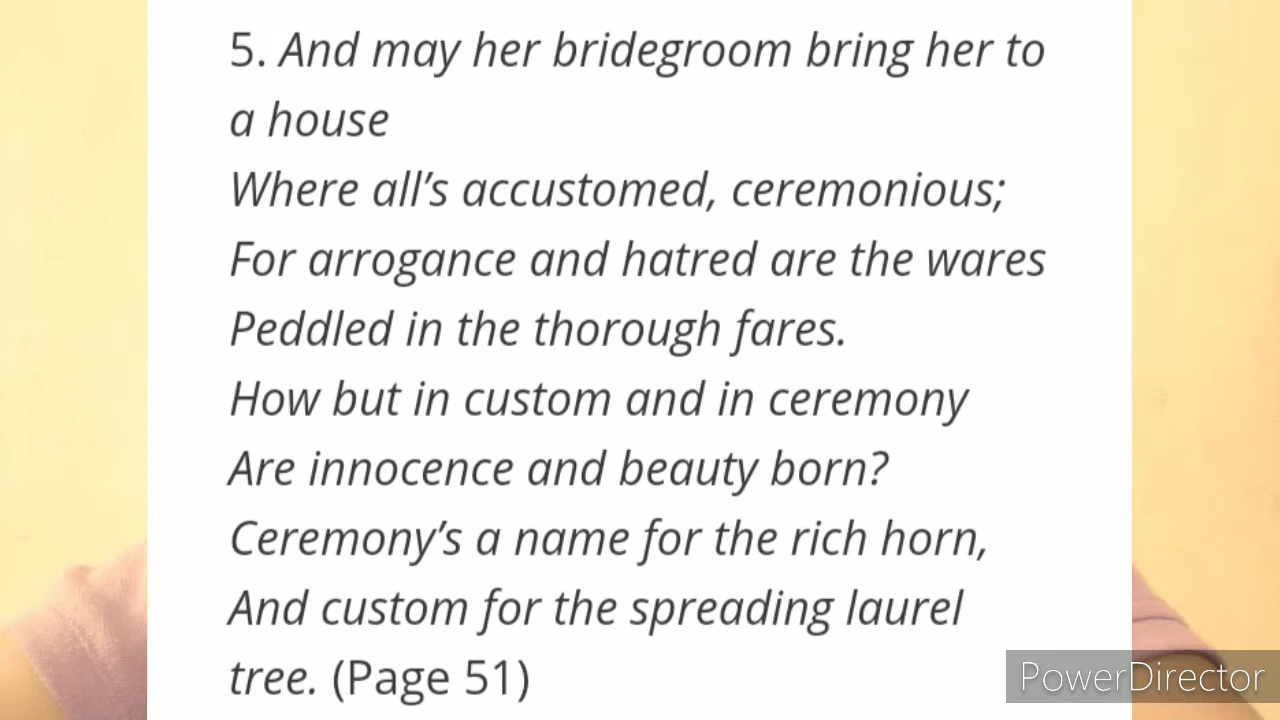 5. And may her bridegroom bring her to
a house
Where all’s accustomed, ceremonious;
For arrogance and hatred are the wares
Peddled in the thorough fares.
How but in custom and in ceremony
Are innocence and beauty born?
Ceremony’s a name for the rich horn,
And custom for the spreading laurel
tree. (Page 51)
PowerDirector